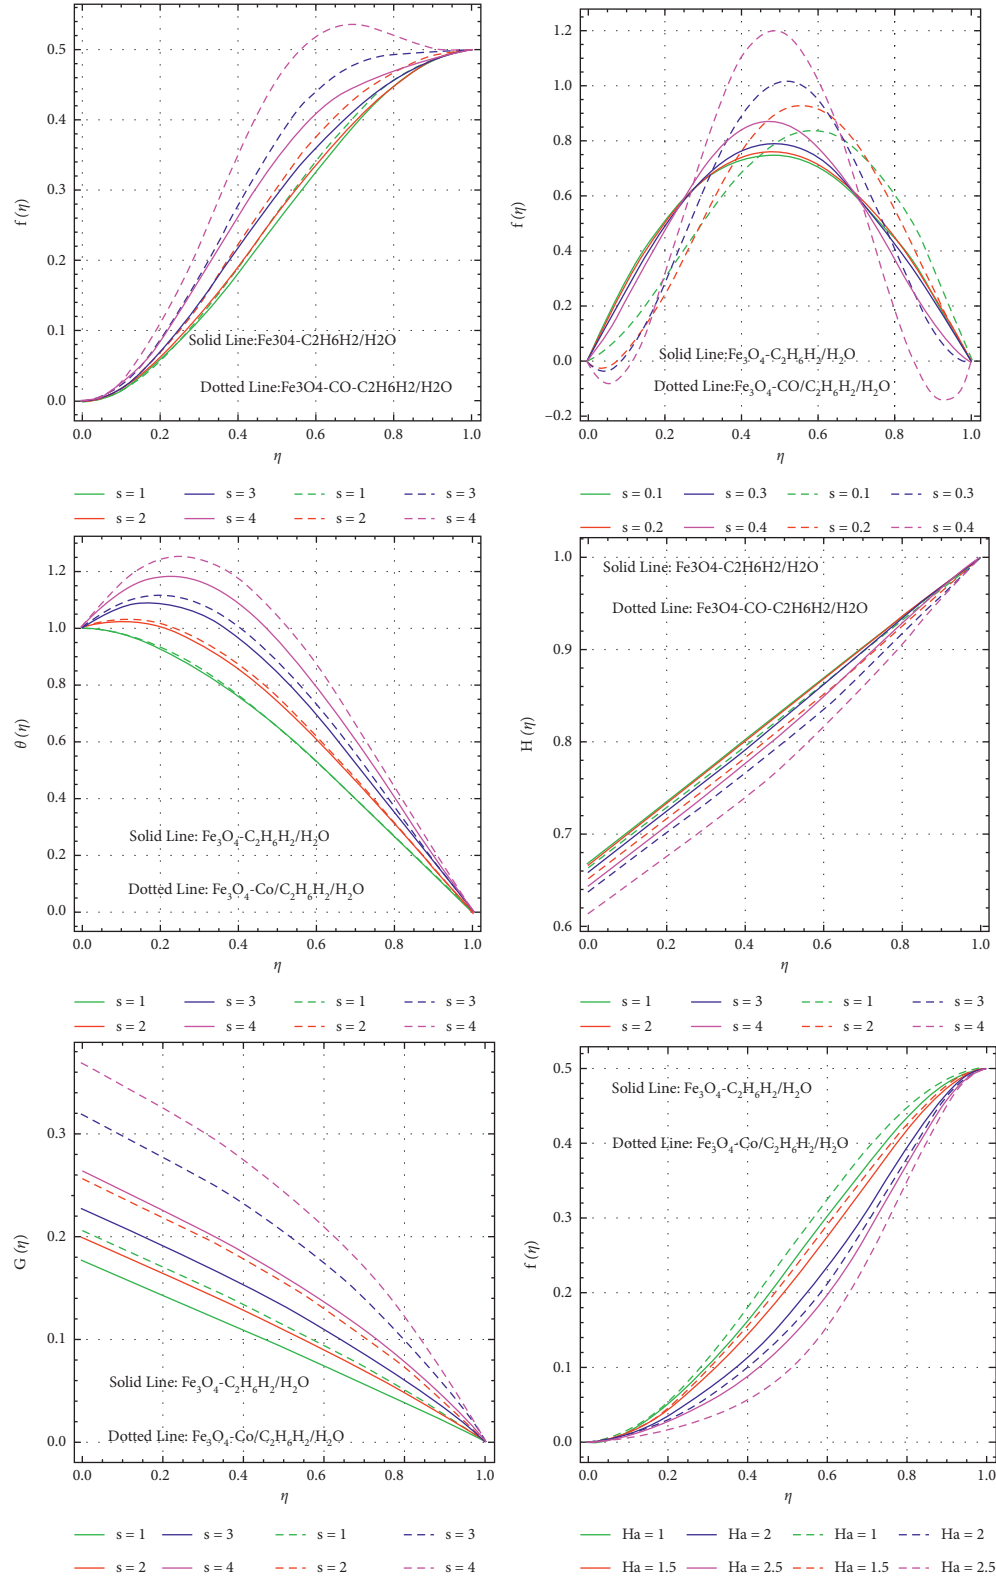 0.5
0.4
0.3
0.2
0.1
0.0
f (η)
Solid Line:Fe304-C2H6H2/H2O
Dotted Line:Fe3O4-CO-C2H6H2/H2O
0.0 0.2 0.4 0.6 0.8 1.0
η
s = 1 s = 3 s = 1 s = 3
s = 2 s = 4 s = 2 s = 4
1.2
1.0
0.8
0.6
0.4
0.2
0.0
−0.2
f (η)
Solid Line:Fe₃O₄-C₂H₆H₂/H₂O
Dotted Line:Fe₃O₄-CO/C₂H₆H₂/H₂O
0.0 0.2 0.4 0.6 0.8 1.0
η
s = 0.1 s = 0.3 s = 0.1 s = 0.3
s = 0.2 s = 0.4 s = 0.2 s = 0.4
1.2
1.0
0.8
0.6
0.4
0.2
0.0
θ (η)
Solid Line: Fe₃O₄-C₂H₆H₂/H₂O
Dotted Line: Fe₃O₄-Co/C₂H₆H₂/H₂O
0.0 0.2 0.4 0.6 0.8 1.0
η
s = 1 s = 3 s = 1 s = 3
s = 2 s = 4 s = 2 s = 4
1.0
0.9
0.8
0.7
0.6
H (η)
Solid Line: Fe3O4-C2H6H2/H2O
Dotted Line: Fe3O4-CO-C2H6H2/H2O
0.0 0.2 0.4 0.6 0.8 1.0
η
s = 1 s = 3 s = 1 s = 3
s = 2 s = 4 s = 2 s = 4
0.3
0.2
0.1
0.0
G (η)
Solid Line: Fe₃O₄-C₂H₆H₂/H₂O
Dotted Line: Fe₃O₄-Co/C₂H₆H₂/H₂O
0.0 0.2 0.4 0.6 0.8 1.0
η
s = 1 s = 3 s = 1 s = 3
s = 2 s = 4 s = 2 s = 4
0.5
0.4
0.3
0.2
0.1
0.0
f (η)
Solid Line: Fe₃O₄-C₂H₆H₂/H₂O
Dotted Line: Fe₃O₄-Co/C₂H₆H₂/H₂O
0.0 0.2 0.4 0.6 0.8 1.0
η
Ha = 1 Ha = 2 Ha = 1 Ha = 2
Ha = 1.5 Ha = 2.5 Ha = 1.5 Ha = 2.5